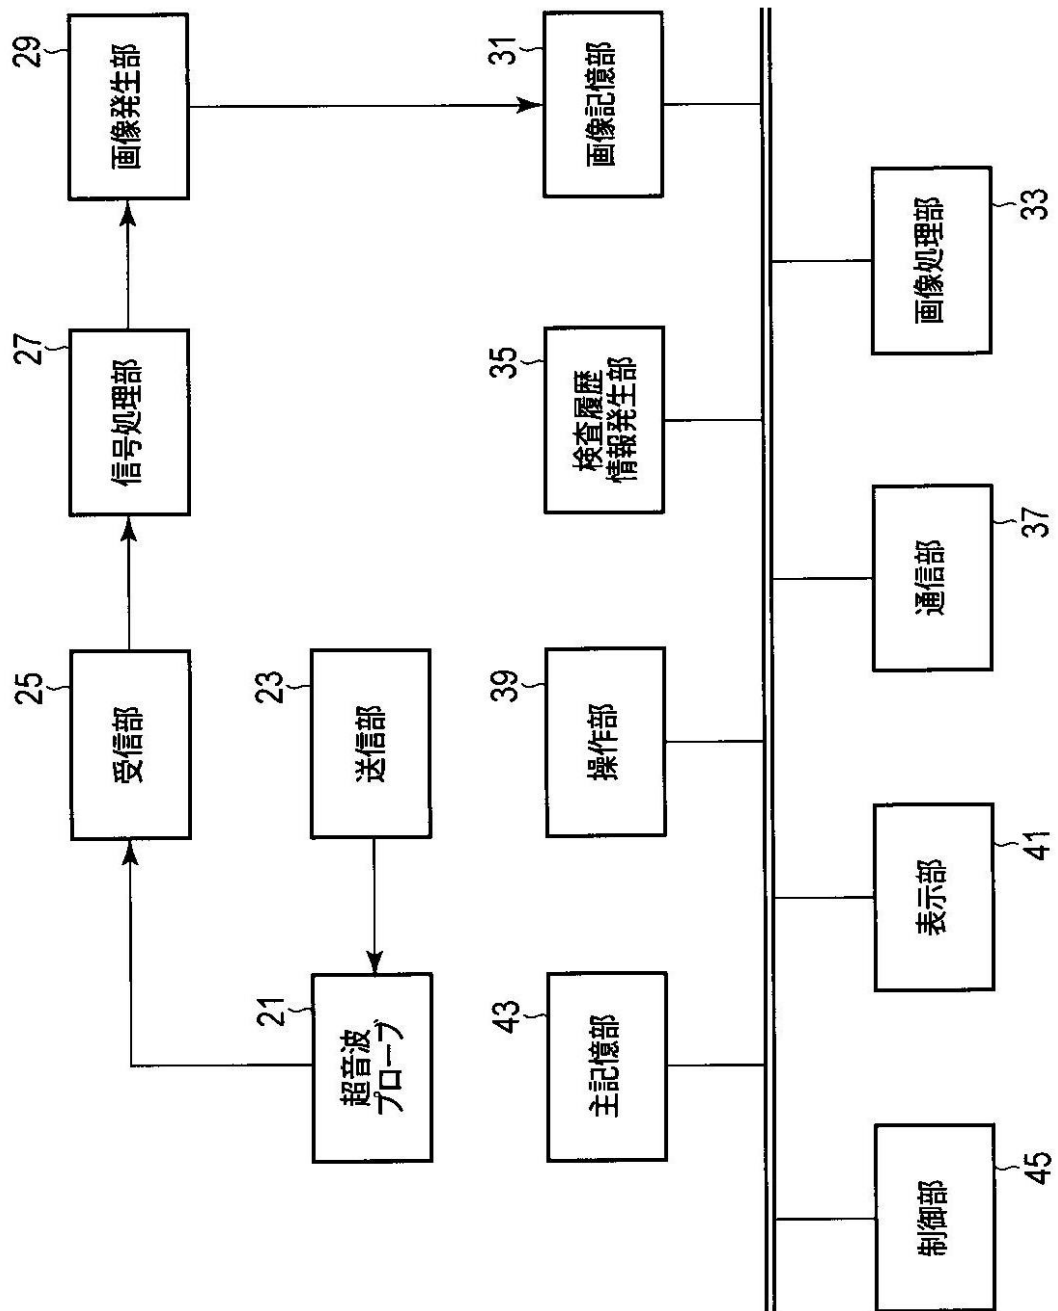 25
受信部
27
信号処理部
29
画像発生部
21
超音波
プローブ
23
送信部
43
主記憶部
39
操作部
35
検査履歴
情報発生部
31
画像記憶部
制御部
45
表示部
41
通信部
37
画像処理部
33